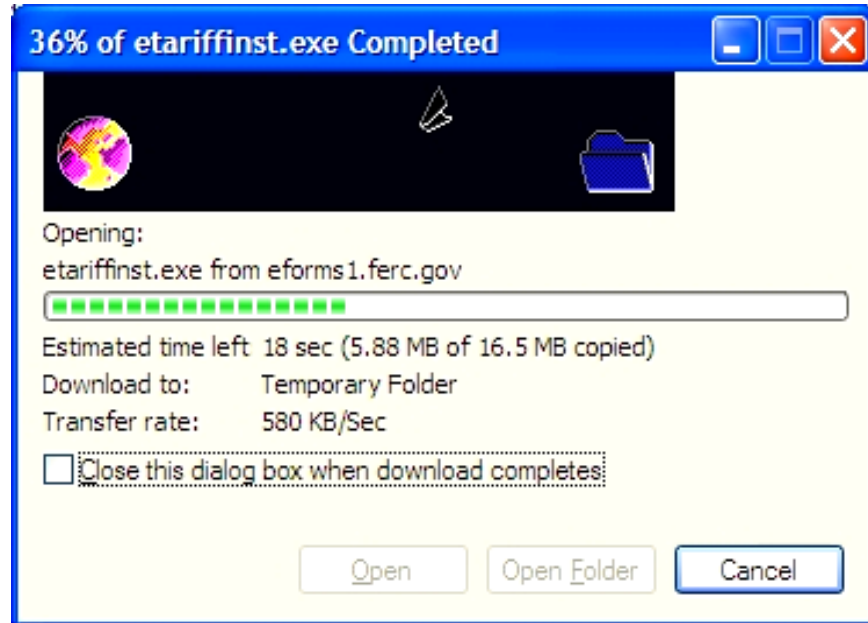 36% of etariffinst.exe Completed
Opening:
etariffinst.exe from eforms1.ferc.gov
Estimated time left 18 sec (5.88 MB of 16.5 MB copied)
Download to: Temporary Folder
Transfer rate: 580 KB/Sec
Close this dialog box when download completes
Open Open Folder Cancel